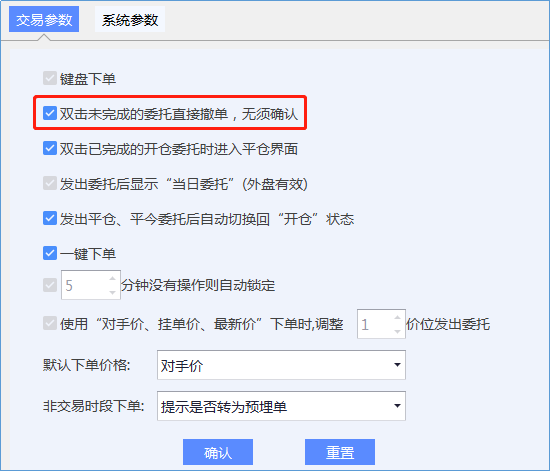 交易参数 系统参数
键盘下单
双击未完成的委托直接撤单，无须确认
双击已完成的开仓委托时进入平仓界面
发出委托后显示“当日委托”(外盘有效)
发出平仓、平今委托后自动切换回“开仓”状态
一键下单
5 分钟没有操作则自动锁定
使用“对手价、挂单价、最新价”下单时,调整 1 价位发出委托
默认下单价格: 对手价
非交易时段下单: 提示是否转为预埋单
确认 重置